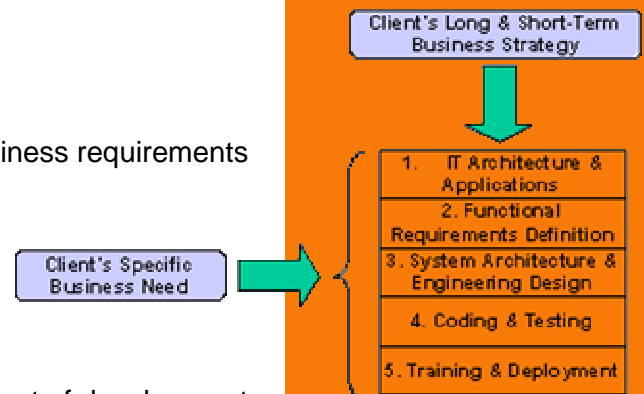 Client's Long & Short-Term
Business Strategy
iness requirements
1. IT Architecture &
Applications
2. Functional
Requirements Definition
Client's Specific
Business Need
3. System Architecture &
Engineering Design
4. Coding & Testing
5. Training & Deployment